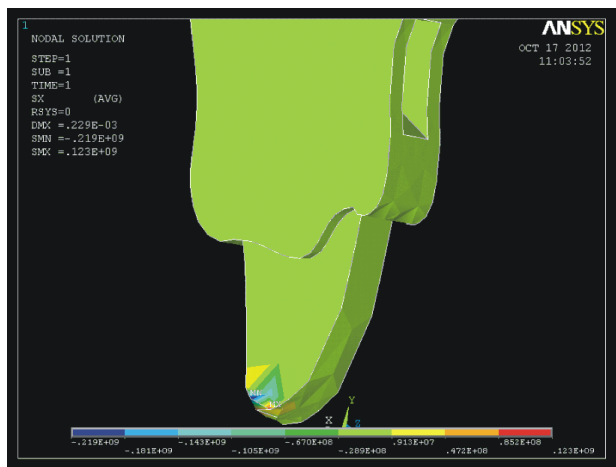 1
ANSYS
NODAL SOLUTION
OCT 17 2012
11:03:52
STEP=1
SUB =1
TIME=1
SX (AVG)
RSYS=0
DMX =.229E-03
SMN =-.219E+09
SMX =.123E+09
MN
MX
Y
X
Z
-.219E+09 -.143E+09 -.670E+08 .913E+07 .852E+08
-.181E+09 -.105E+09 -.289E+08 .472E+08 .123E+09